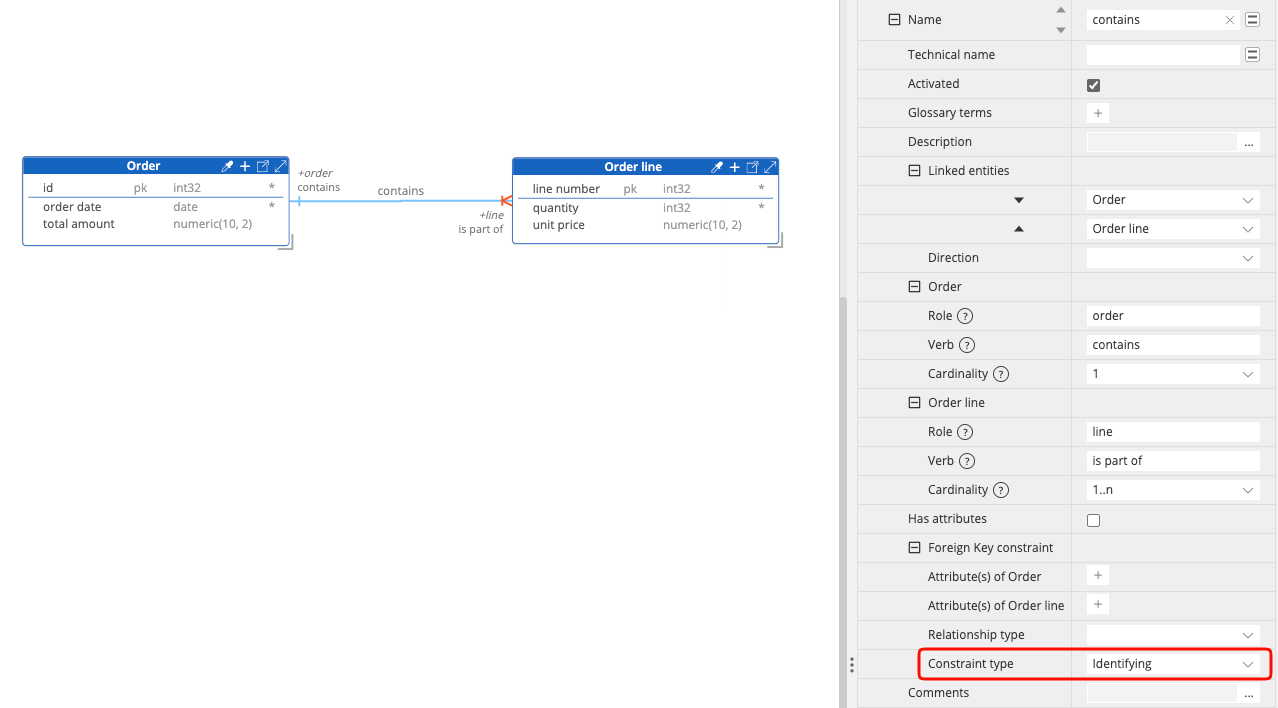 Order
id pk int32 *
order date date *
total amount numeric(10, 2)
+order
contains
contains
+line
is part of
Order line
line number pk int32 *
quantity int32 *
unit price numeric(10, 2)
Name contains
Technical name
Activated
Glossary terms +
Description ...
Linked entities
Order
Order line
Direction
Order
Role ? order
Verb ? contains
Cardinality ? 1
Order line
Role ? line
Verb ? is part of
Cardinality ? 1..n
Has attributes
Foreign Key constraint
Attribute(s) of Order +
Attribute(s) of Order line +
Relationship type
Constraint type Identifying
Comments ...